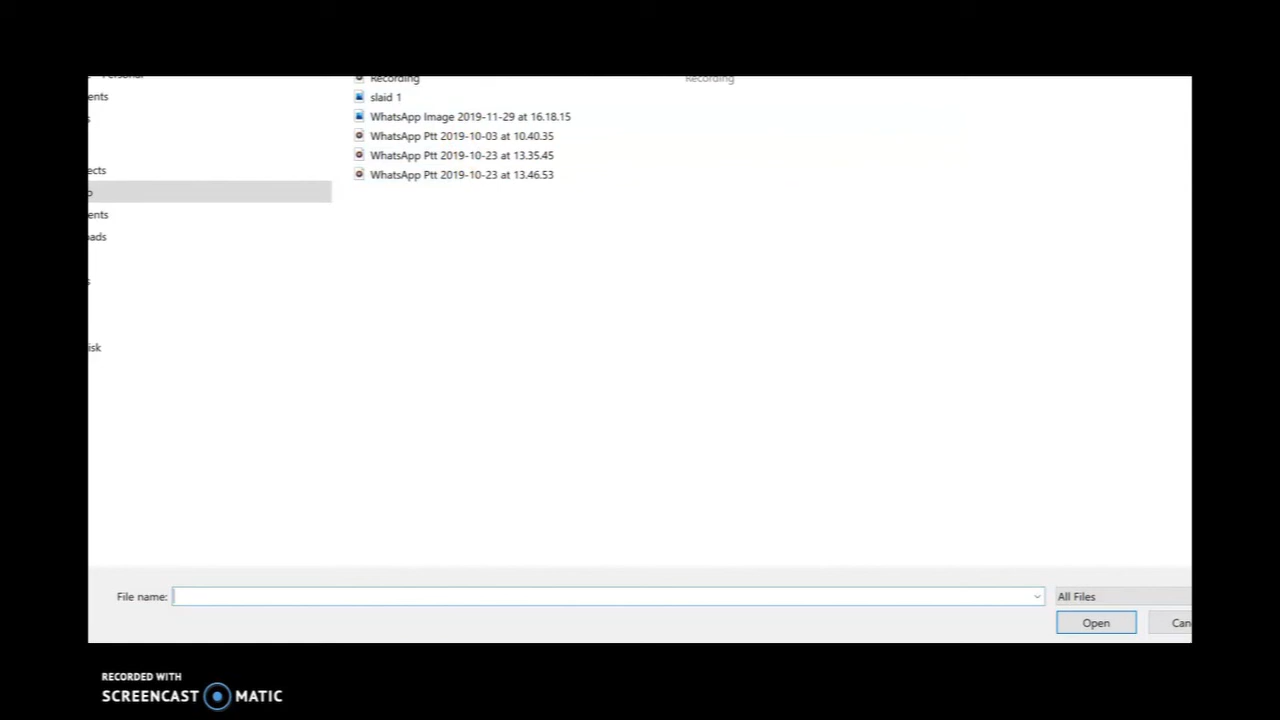 Recording Recording
ents
slaid 1
WhatsApp Image 2019-11-29 at 16.18.15
WhatsApp Ptt 2019-10-03 at 10.40.35
WhatsApp Ptt 2019-10-23 at 13.35.45
ects
WhatsApp Ptt 2019-10-23 at 13.46.53
ents
oads
isk
File name:
All Files
Open
Can
RECORDED WITH
SCREENCAST MATIC